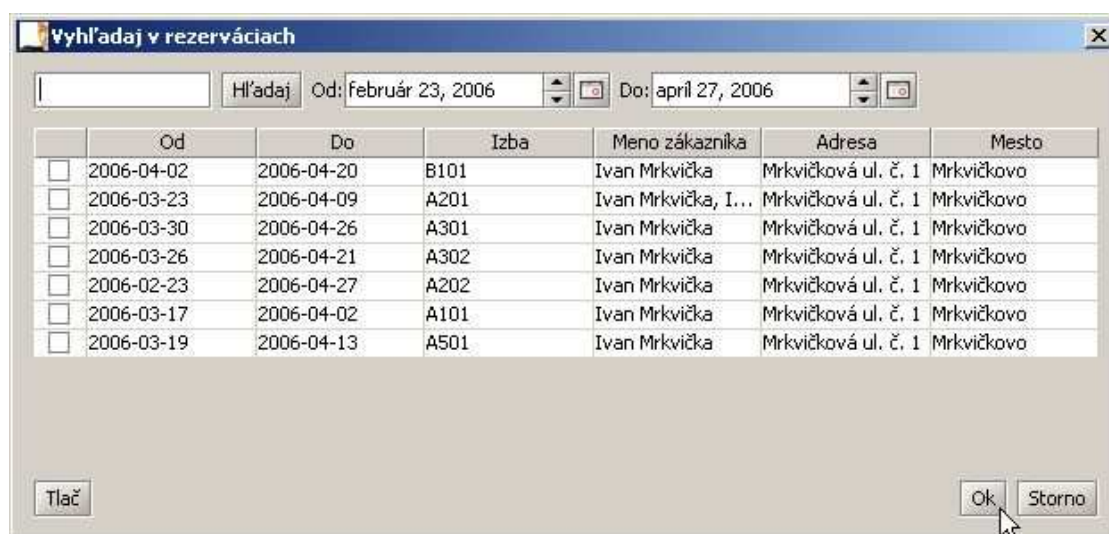 Vyhľadaj v rezerváciach
Hľadaj Od: február 23, 2006 Do: apríl 27, 2006
Od Do Izba Meno zákazníka Adresa Mesto
2006-04-02 2006-04-20 B101 Ivan Mrkvička Mrkvičková ul. č. 1 Mrkvičkovo
2006-03-23 2006-04-09 A201 Ivan Mrkvička, I... Mrkvičková ul. č. 1 Mrkvičkovo
2006-03-30 2006-04-26 A301 Ivan Mrkvička Mrkvičková ul. č. 1 Mrkvičkovo
2006-03-26 2006-04-21 A302 Ivan Mrkvička Mrkvičková ul. č. 1 Mrkvičkovo
2006-02-23 2006-04-27 A202 Ivan Mrkvička Mrkvičková ul. č. 1 Mrkvičkovo
2006-03-17 2006-04-02 A101 Ivan Mrkvička Mrkvičková ul. č. 1 Mrkvičkovo
2006-03-19 2006-04-13 A501 Ivan Mrkvička Mrkvičková ul. č. 1 Mrkvičkovo
Tlač Ok Storno